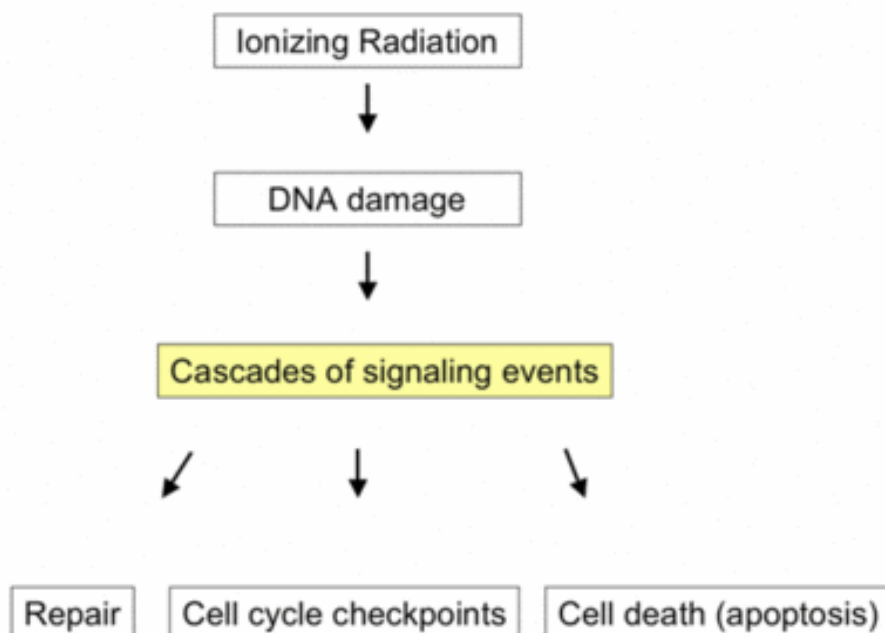 Ionizing Radiation
DNA damage
Cascades of signaling events
Repair
Cell cycle checkpoints
Cell death (apoptosis)